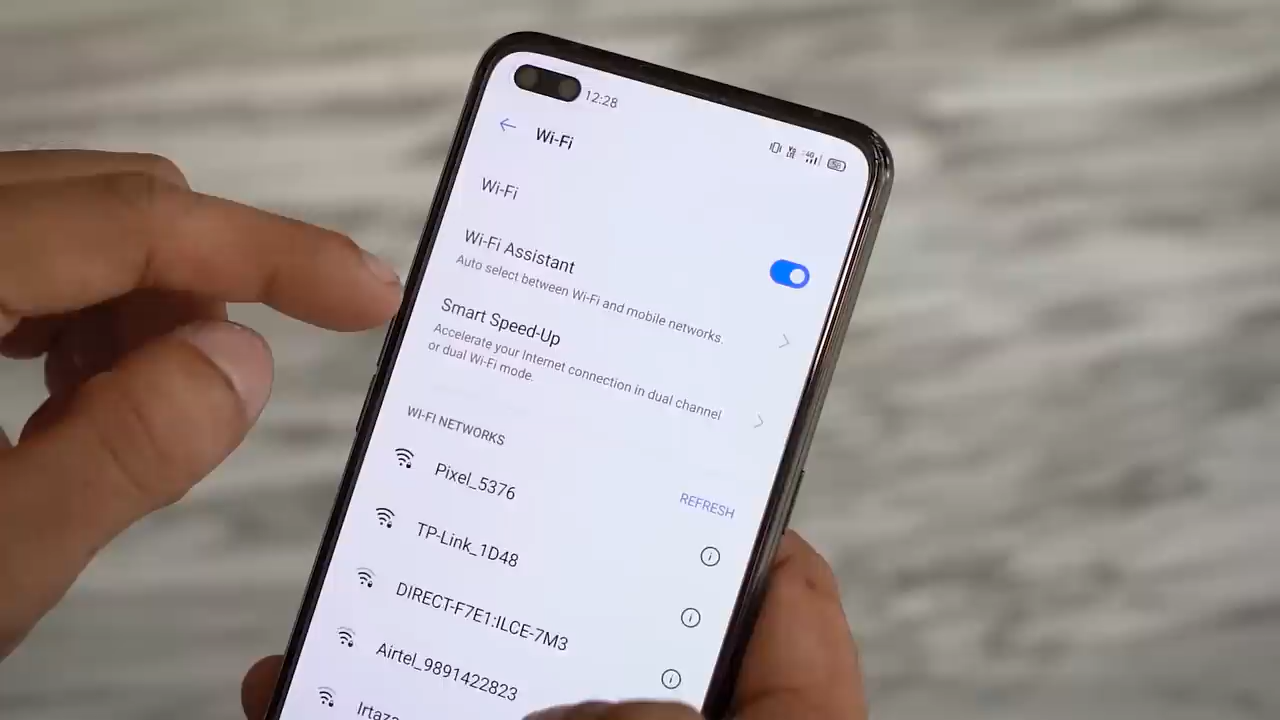 12:28
Wi-Fi
Wi-Fi
Wi-Fi Assistant
Auto select between Wi-Fi and mobile networks.
Smart Speed-Up
Accelerate your Internet connection in dual channel
or dual Wi-Fi mode.
WI-FI NETWORKS
REFRESH
Pixel_5376
TP-Link_1D48
DIRECT-F7E1:ILCE-7M3
Airtel_9891422823